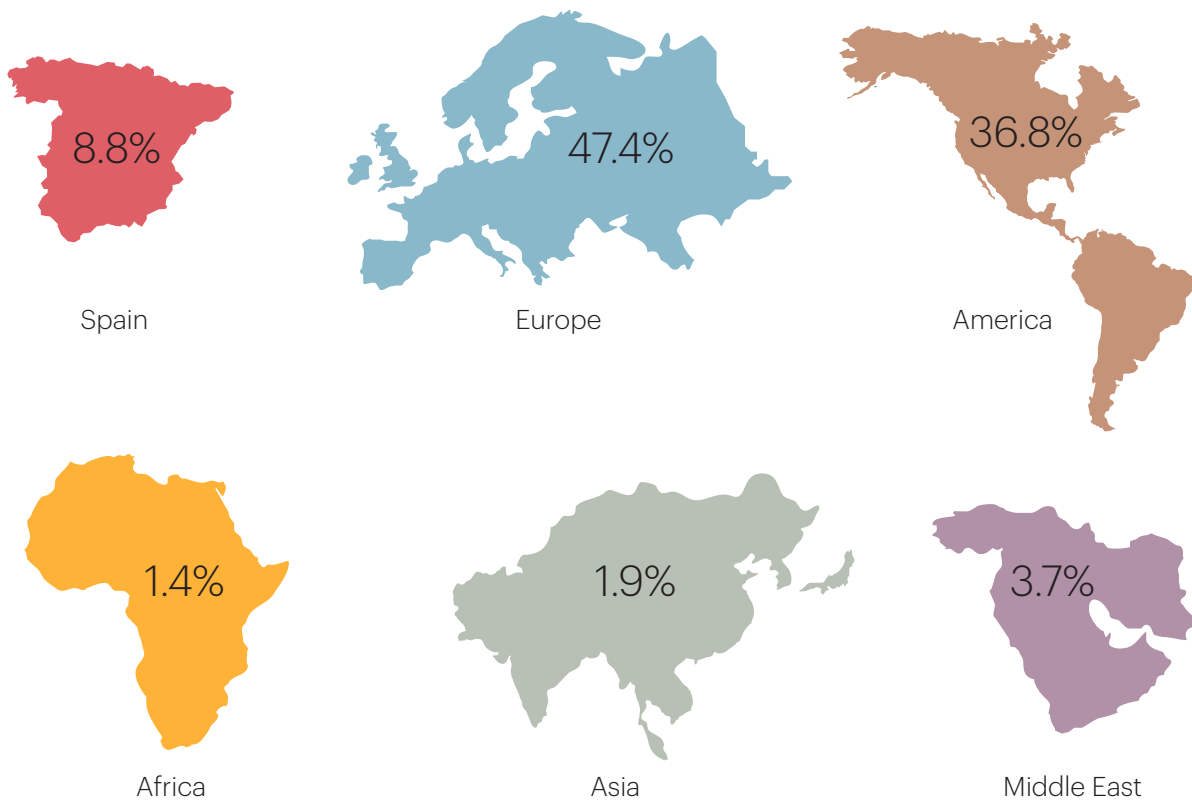 8.8%
Spain
47.4%
Europe
36.8%
America
1.4%
Africa
1.9%
Asia
3.7%
Middle East